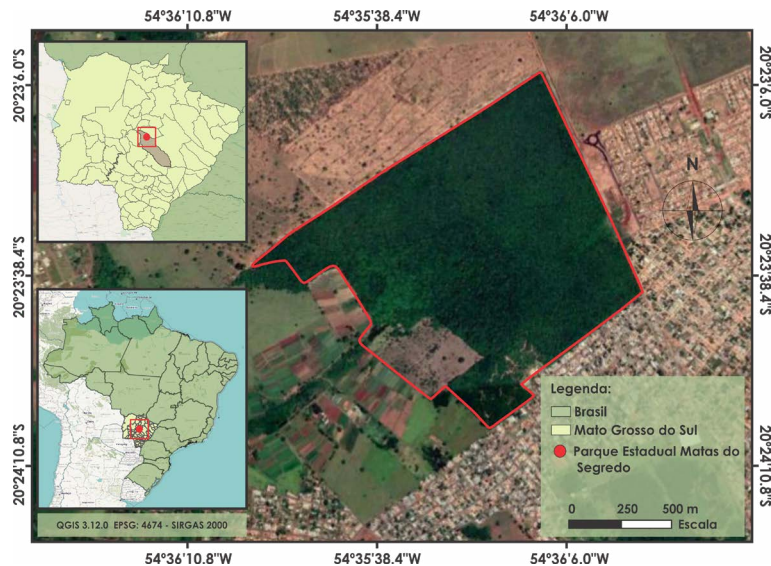 54°36'10.8"W
54°35'38.4"W
54°36'6.0"W
20°23'6.0"S
20°23'6.0"S
20°23'38.4"S
20°23'38.4"S
20°24'10.8"S
20°24'10.8"S
N
Legenda:
Brasil
Mato Grosso do Sul
Parque Estadual Matas do
Segredo
0 250 500 m
Escala
QGIS 3.12.0 EPSG: 4674 - SIRGAS 2000
54°36'10.8"W
54°35'38.4"W
54°36'6.0"W